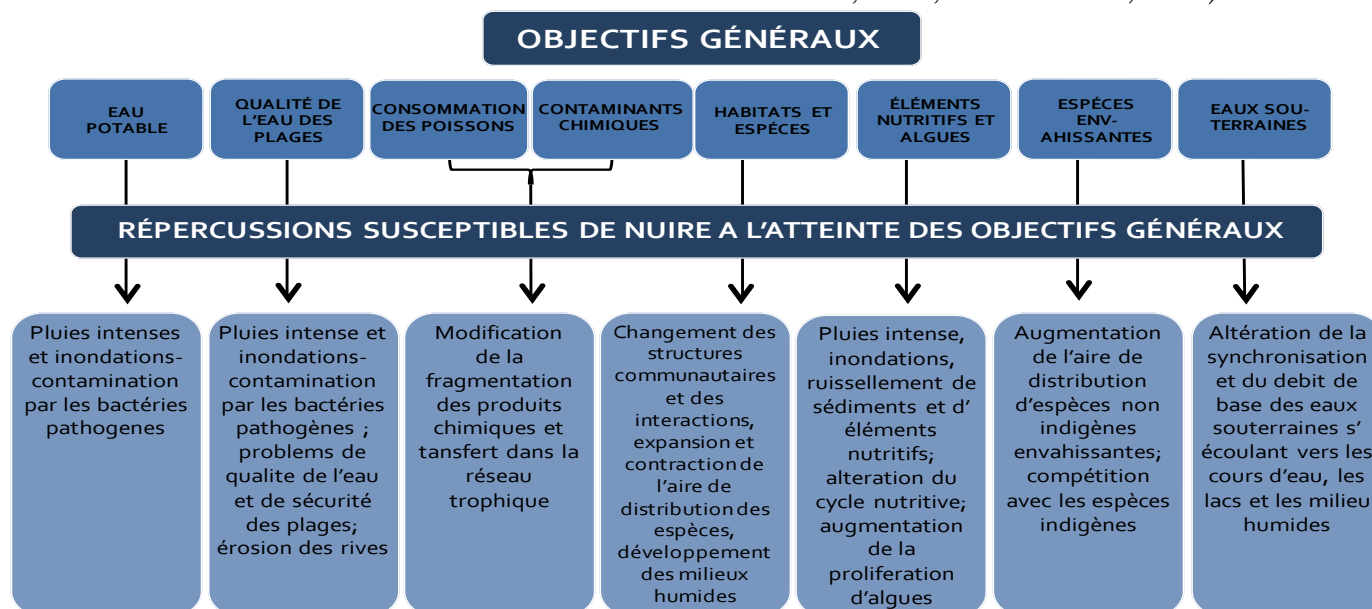 OBJECTIFS GÉNÉRAUX
EAU
POTABLE
QUALITÉ DE
L'EAU DES
PLAGES
CONSOMMATION
DES POISSONS
CONTAMINANTS
CHIMIQUES
HABITATS ET
ESPÉCES
ÉLÉMENTS
NUTRITIFS ET
ALGUES
ESPÉCES
ENV-
AHISSANTES
EAUX SOU-
TERRAINES
RÉPERCUSSIONS SUSCEPTIBLES DE NUIRE A L'ATTEINTE DES OBJECTIFS GÉNÉRAUX
Pluies intenses
et inondations-
contamination
par les bactéries
pathogenes
Pluies intense et
inondations-
contamination
par les bactéries
pathogènes ;
problems de
qualite de l'eau
et de sécurité
des plages;
érosion des rives
Modification
de la
fragmentation
des produits
chimiques et
tansfert dans la
réseau
trophique
Changement des
structures
communautaires
et des
interactions,
expansion et
contraction de
l'aire de
distribution des
espèces,
développement
des milieux
humides
Pluies intense,
inondations,
ruissellement de
sédiments et d'
éléments
nutritifs;
alteration du
cycle nutritive;
augmentation
de la
proliferation
d'algues
Augmentation
de l'aire de
distribution
d'espèces non
indigènes
envahissantes;
compétition
avec les espèces
indigènes
Altération de la
synchronisation
et du debit de
base des eaux
souterraines s'
écoulant vers les
cours d'eau, les
lacs et les milieu
humides